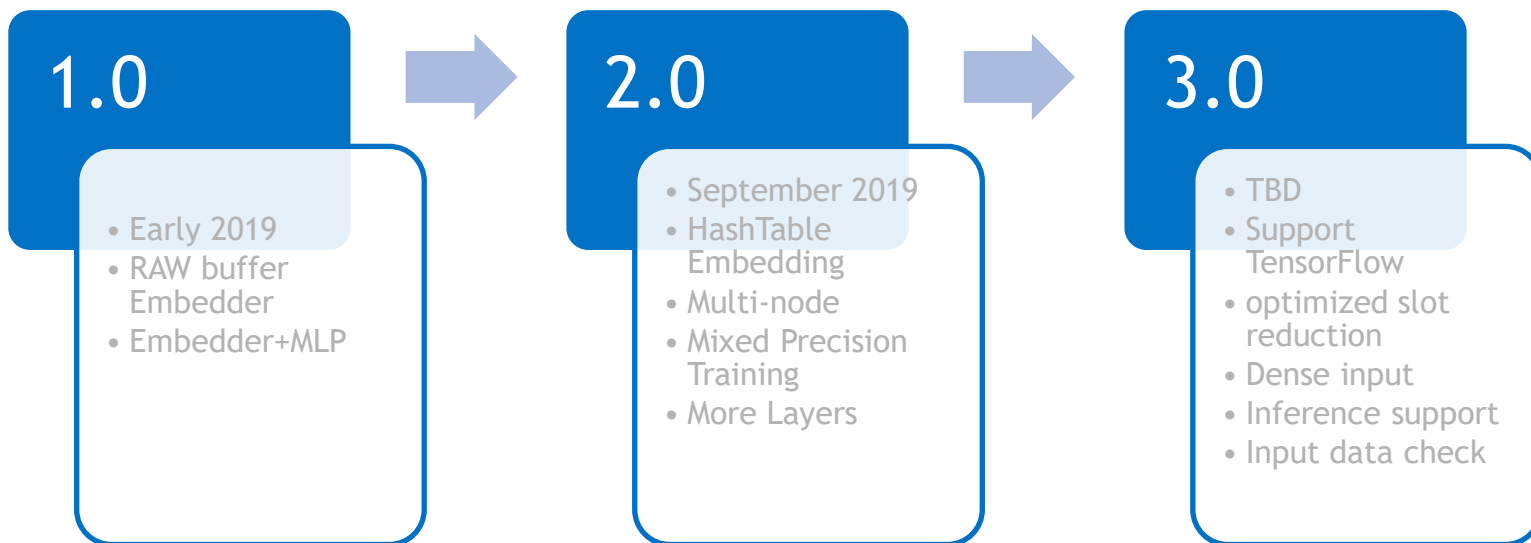 1.0
• Early 2019
• RAW buffer
Embedder
• Embedder+MLP
2.0
• September 2019
• HashTable
Embedding
• Multi-node
• Mixed Precision
Training
• More Layers
3.0
• TBD
• Support
TensorFlow
• optimized slot
reduction
• Dense input
• Inference support
• Input data check